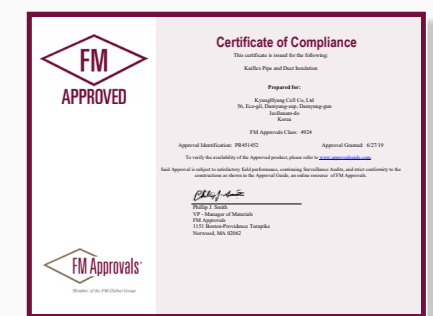 FM
APPROVED
Certificate of Compliance
This certificate is issued for the following:
Kaiflex Pipe and Duct Insulation
Prepared for:
KyungHyang Cell Co, Ltd
56, Eco-gil, Damyang-eup, Damyang-gun
Jeollanam-do
Korea
FM Approvals Class: 4924
Approval Identification: PR451452 Approval Granted: 6/27/19
To verify the availability of the Approved product, please refer to www.approvalguide.com
Said Approval is subject to satisfactory field performance, continuing Surveillance Audits, and strict conformity to the
constructions as shown in the Approval Guide, an online resource of FM Approvals.
Phillip J. Smith
VP - Manager of Materials
FM Approvals
1151 Boston-Providence Turnpike
Norwood, MA 02062
FM Approvals
Member of the FM Global Group